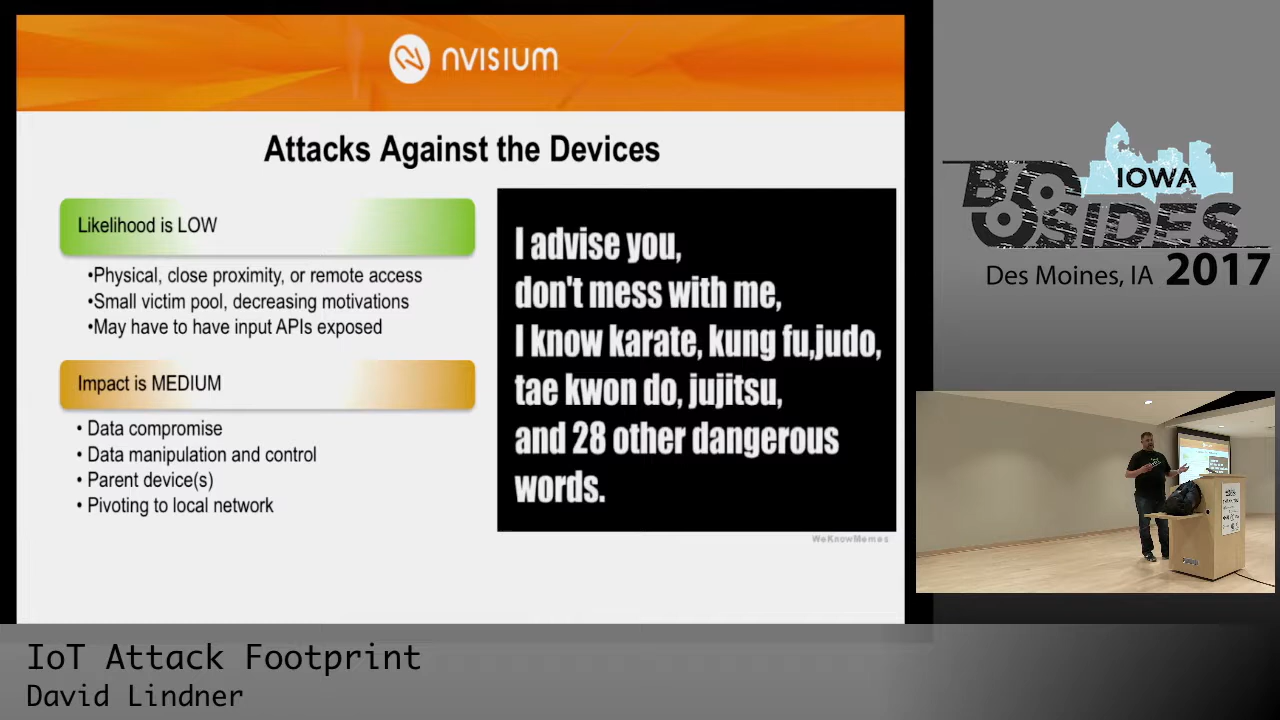 nvisium
Attacks Against the Devices
Likelihood is LOW
•Physical, close proximity, or remote access
•Small victim pool, decreasing motivations
•May have to have input APIs exposed
Impact is MEDIUM
• Data compromise
• Data manipulation and control
• Parent device(s)
• Pivoting to local network
I advise you,
don't mess with me,
I know karate, kung fu,judo,
tae kwon do, jujitsu,
and 28 other dangerous
words.
WeKnowMemes
IOWA
BSIDES
Des Moines, IA 2017
IoT Attack Footprint
David Lindner